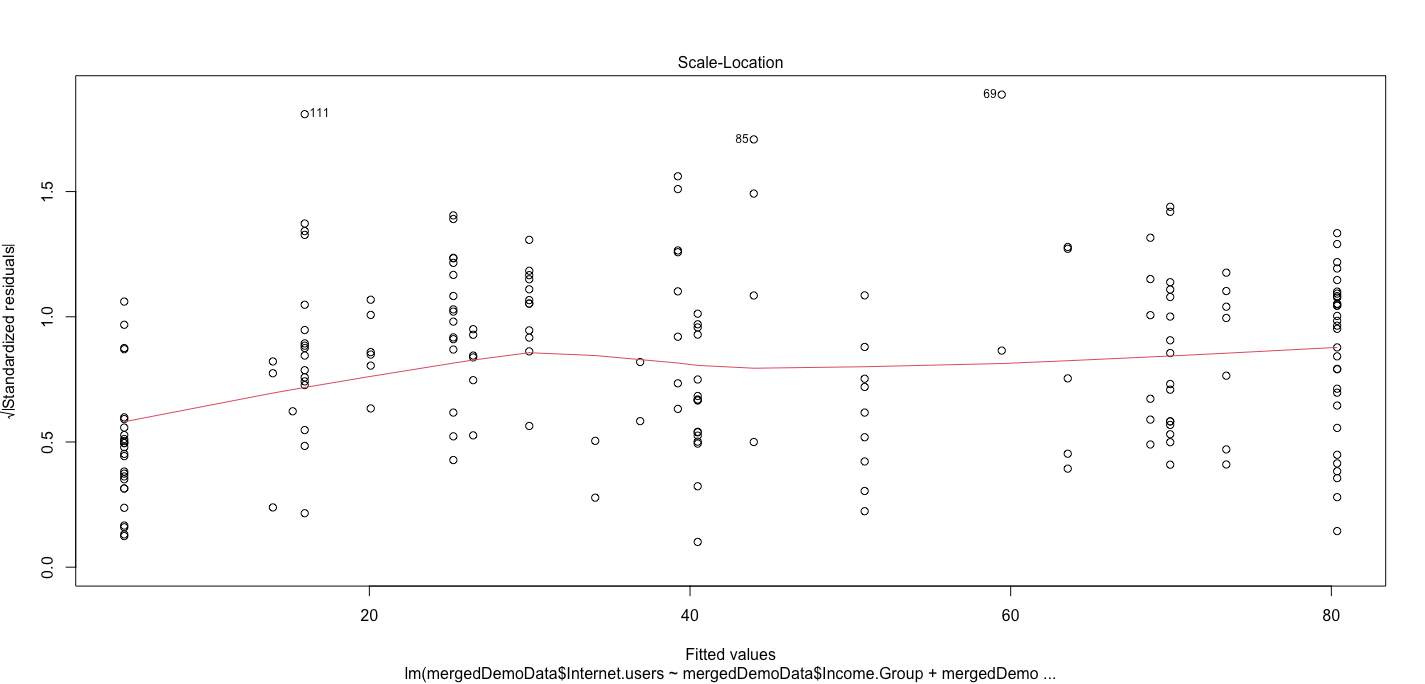 Scale-Location
111
69
85
√|Standardized residuals|
1.5
1.0
0.5
0.0
20 40 60 80
Fitted values
lm(mergedDemoData$Internet.users ~ mergedDemoData$Income.Group + mergedDemo ...